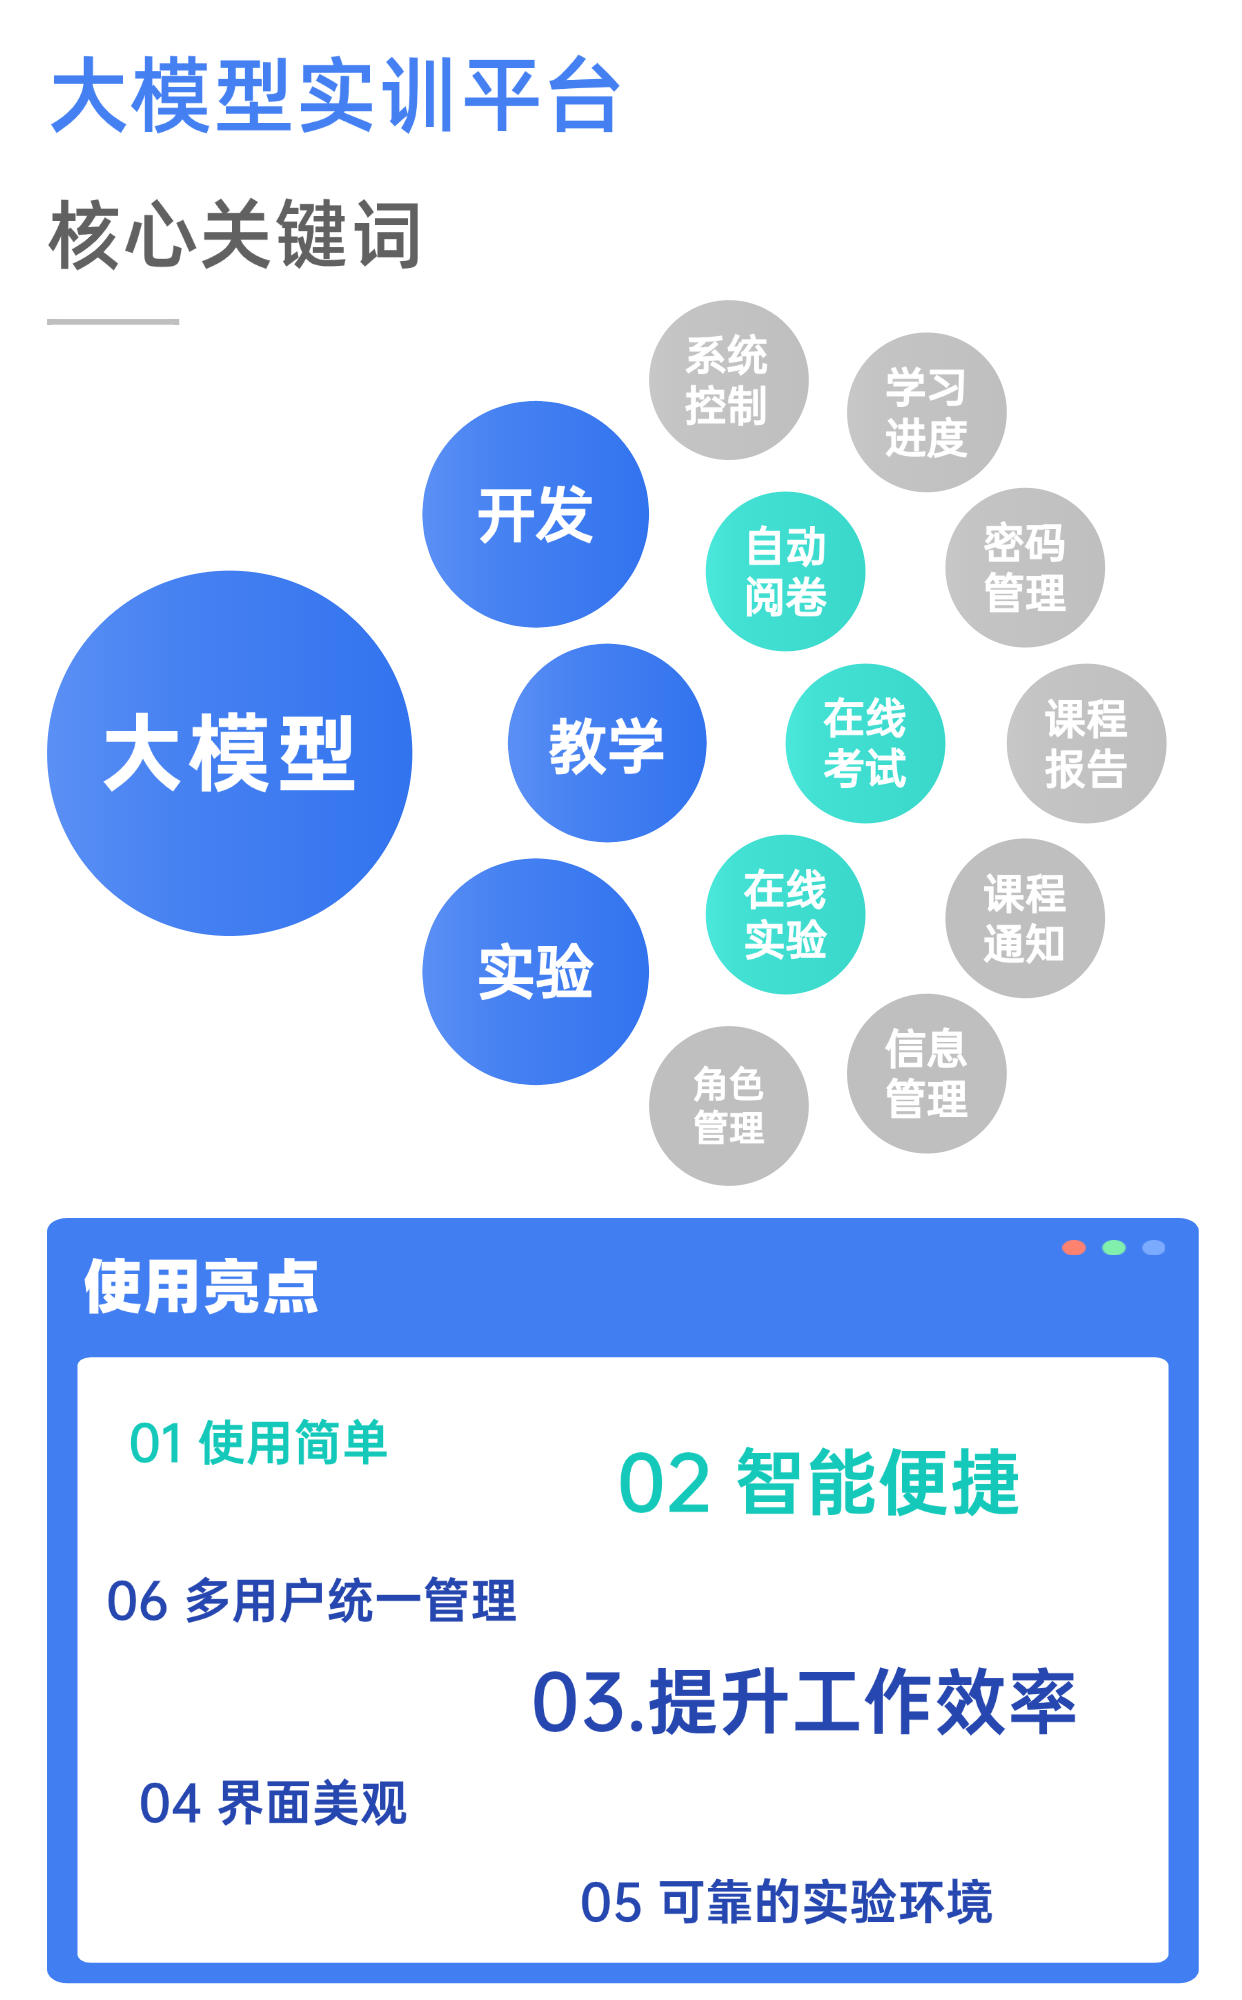 大模型实训平台
核心关键词
系统
控制
学习
进度
开发
自动
阅卷
密码
管理
大模型
教学
在线
考试
课程
报告
实验
在线
实验
课程
通知
角色
管理
信息
管理
使用亮点
01 使用简单
02 智能便捷
06 多用户统一管理
03.提升工作效率
04 界面美观
05 可靠的实验环境